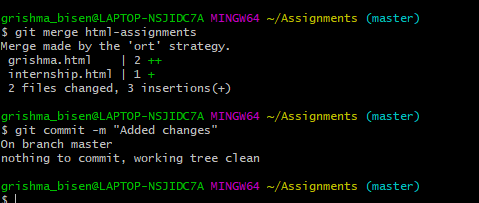 grishma_bisen@LAPTOP-NSJIDC7A MINGW64 ~/Assignments (master)
$ git merge html-assignments
Merge made by the 'ort' strategy.
 grishma.html    | 2 ++
 internship.html | 1 +
 2 files changed, 3 insertions(+)
grishma_bisen@LAPTOP-NSJIDC7A MINGW64 ~/Assignments (master)
$ git commit -m "Added changes"
On branch master
nothing to commit, working tree clean
grishma_bisen@LAPTOP-NSJIDC7A MINGW64 ~/Assignments (master)
$